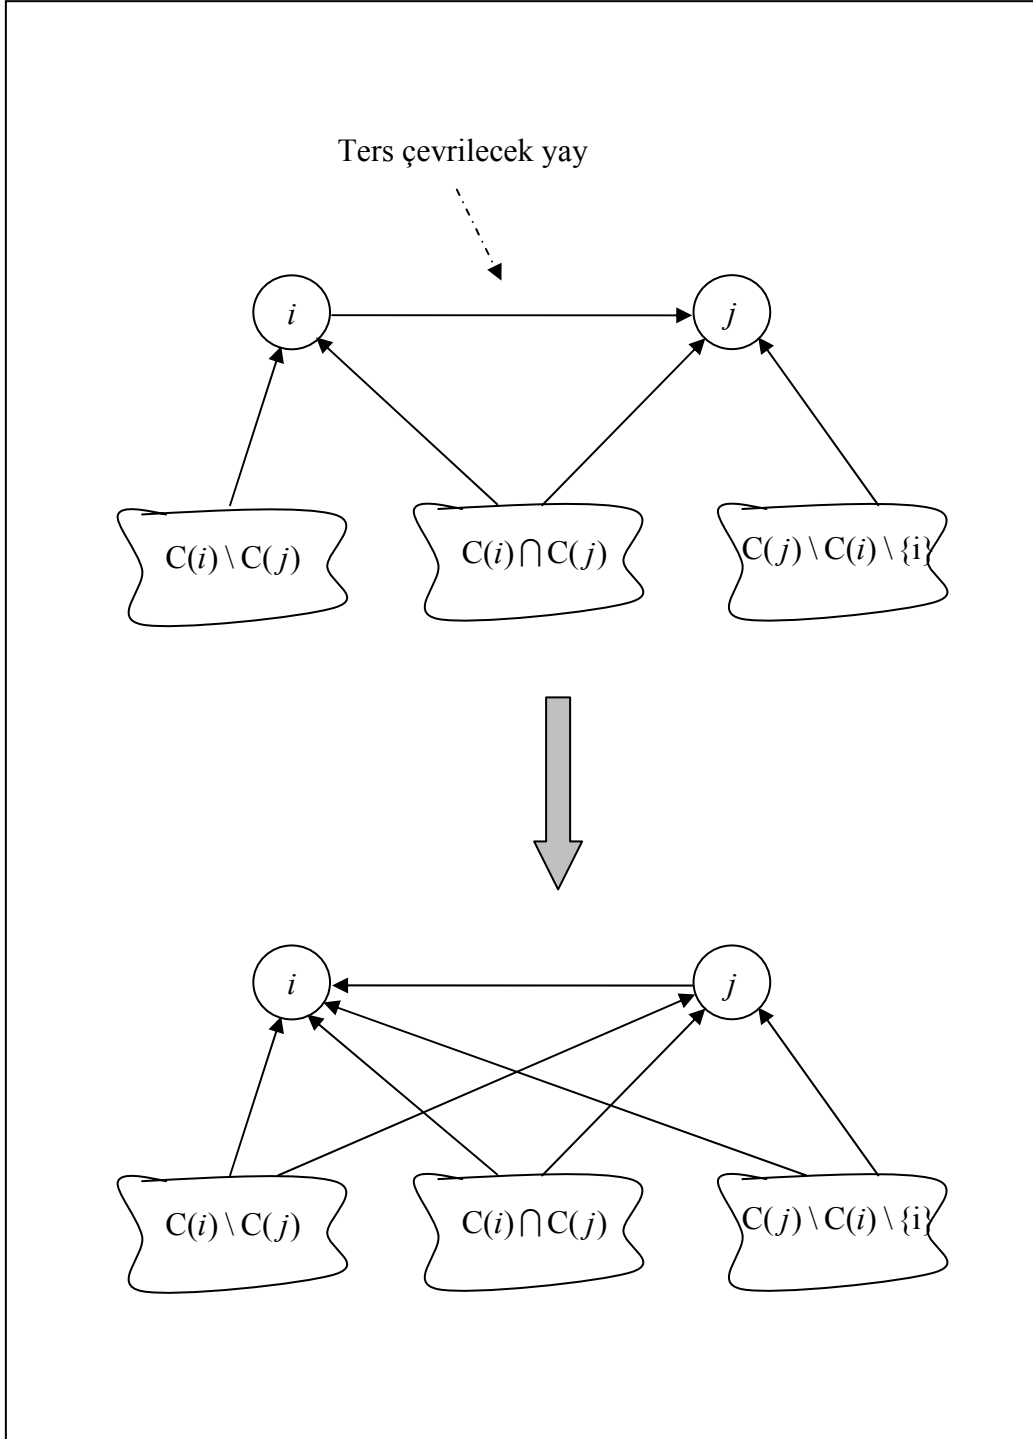 Ters çevrilecek yay
i
j
C(i) \ C(j)
C(i)⋂C(j)
C(j) \ C(i) \ {i}
i
j
C(i) \ C(j)
C(i)⋂C(j)
C(j) \ C(i) \ {i}